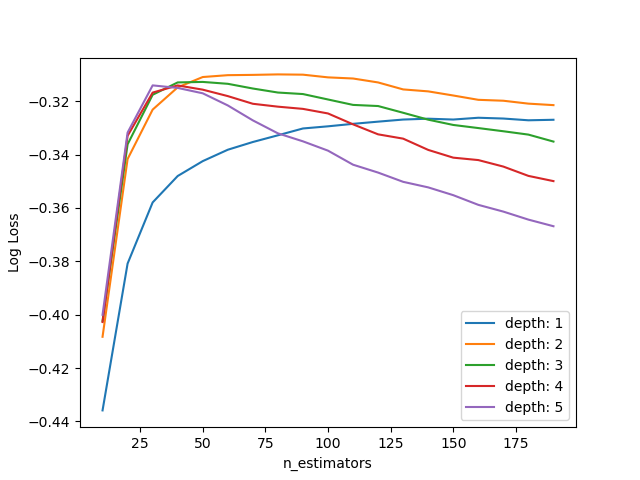 −0.32
−0.34
−0.36
−0.38
−0.40
−0.42
−0.44
Log Loss
25
50
75
100
125
150
175
n_estimators
depth: 1
depth: 2
depth: 3
depth: 4
depth: 5